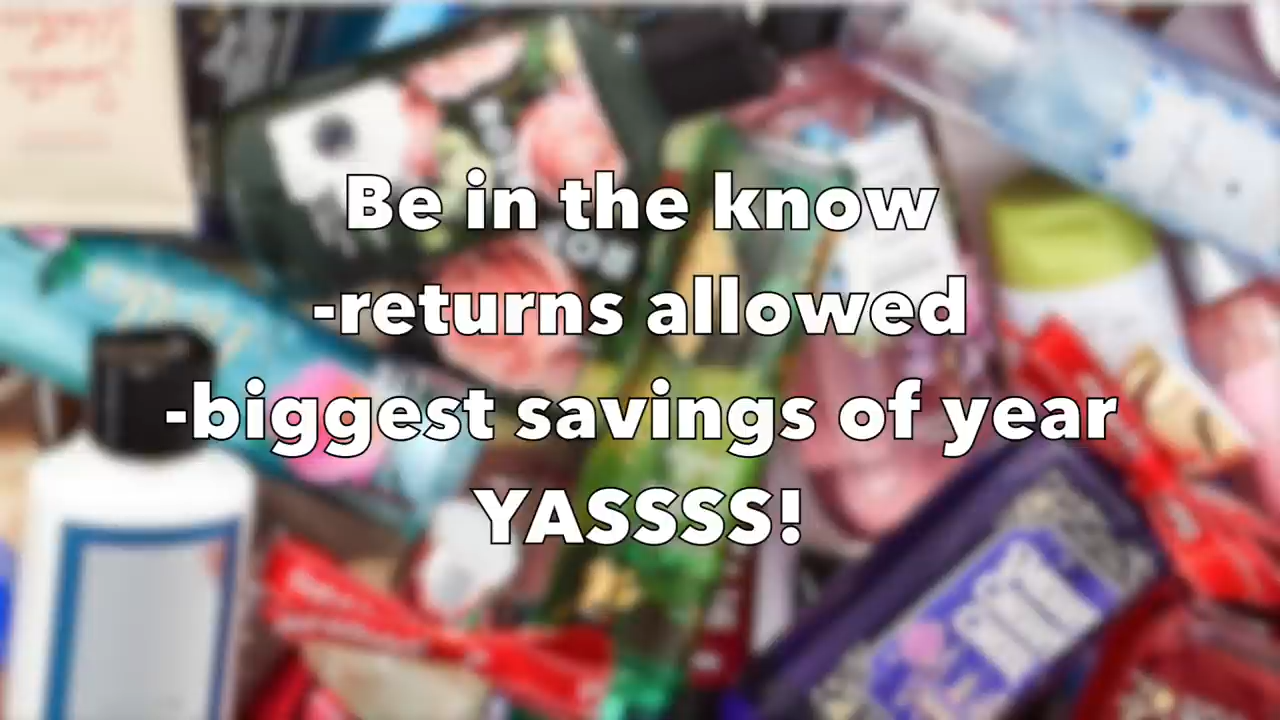 Be in the know
-returns allowed
-biggest savings of year
YASSSS!